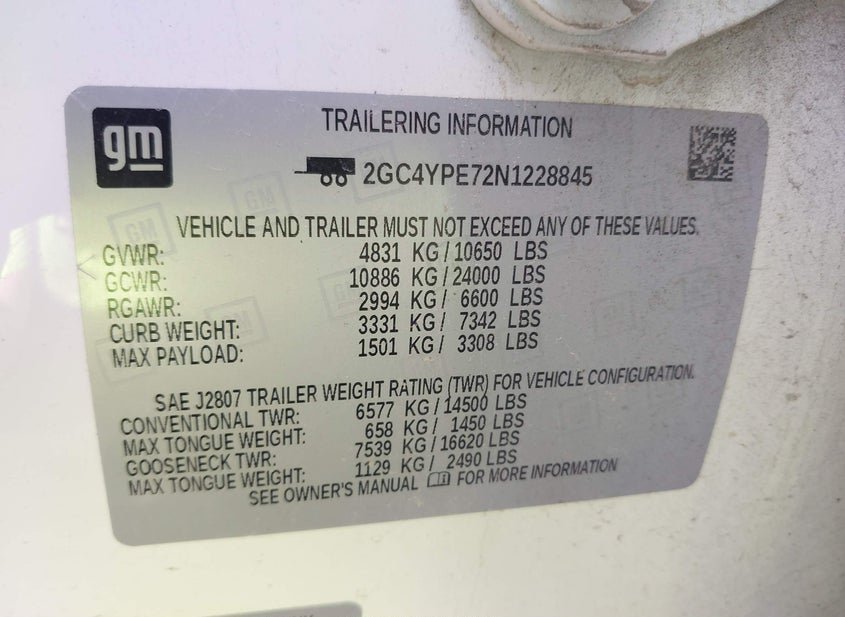 gm
TRAILERING INFORMATION
2GC4YPE72N1228845
VEHICLE AND TRAILER MUST NOT EXCEED ANY OF THESE VALUES.
GVWR: 4831 KG/10650 LBS
GCWR: 10886 KG/24000 LBS
RGAWR: 2994 KG/ 6600 LBS
CURB WEIGHT: 3331 KG/ 7342 LBS
MAX PAYLOAD: 1501 KG/ 3308 LBS
SAE J2807 TRAILER WEIGHT RATING (TWR) FOR VEHICLE CONFIGURATION.
CONVENTIONAL TWR: 6577 KG/14500 LBS
MAX TONGUE WEIGHT: 658 KG/ 1450 LBS
GOOSENECK TWR: 7539 KG/16620 LBS
MAX TONGUE WEIGHT: 1129 KG/ 2490 LBS
SEE OWNER'S MANUAL FOR MORE INFORMATION